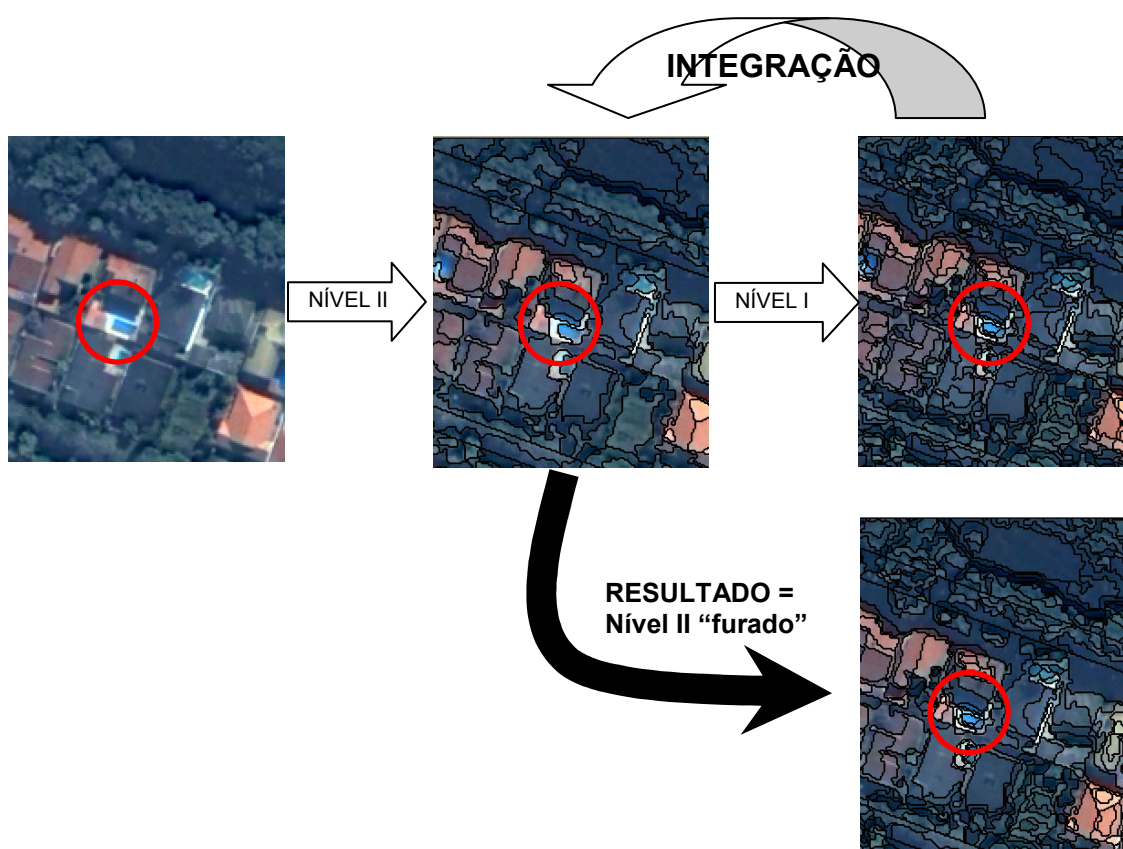 INTEGRAÇÃO
NÍVEL II
NÍVEL I
RESULTADO =
Nível II “furado”